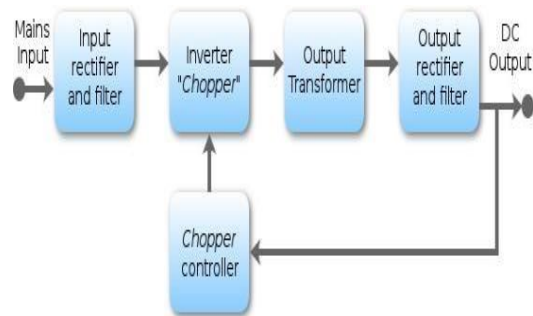 Mains
Input
Input
rectifier
and filter
Inverter
"Chopper"
Output
Transformer
Output
rectifier
and filter
DC
Output
Chopper
controller